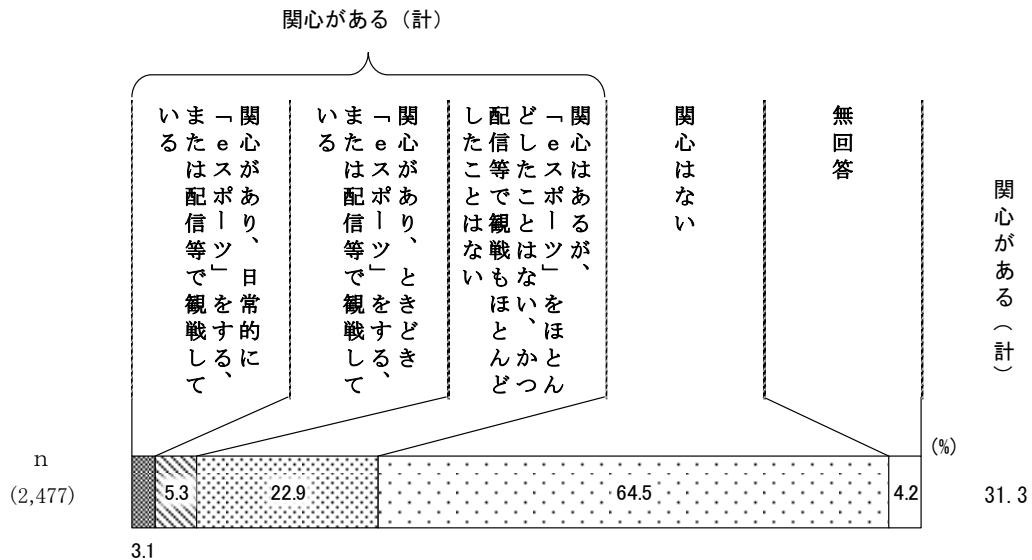 関心がある（計）
関心があり、日常的に
「eスポーツ」をする、
または配信等で観戦して
いる
関心があり、ときどき
「eスポーツ」をする、
または配信等で観戦して
いる
関心はあるが、
「eスポーツ」をほとん
どしたことはない、かつ
配信等で観戦もほとんど
したことはない
関心はない
無回答
関心がある（計）
(%)
n
(2,477)
3.1
5.3
22.9
64.5
4.2
31.3